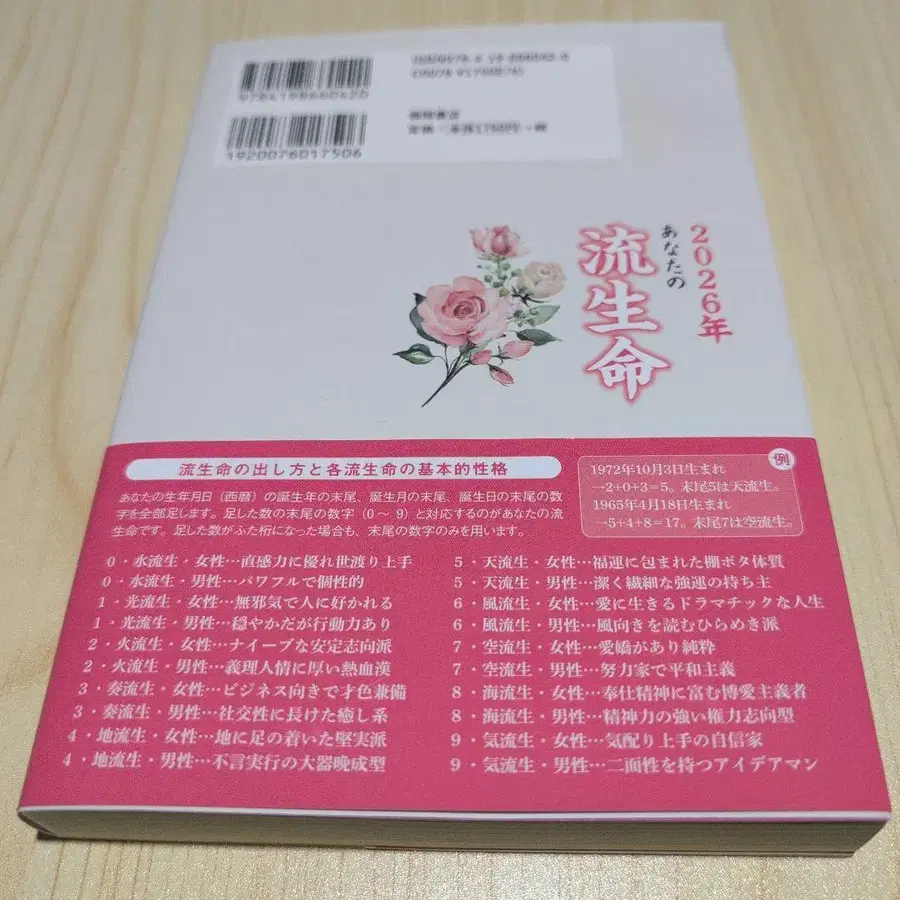 9784198660420
1920076017506
徳間書店
2026年
あなたの
流生命
流生命の出し方と各流生命の基本的性格
あなたの生年月日（西暦）の誕生年の末尾、誕生月の末尾、誕生日の末尾の数
字を全部足します。足した数の末尾の数字（0～9）と対応するのがあなたの流
生命です。足した数がふた桁になった場合も、末尾の数字のみを用います。
例
1972年10月3日生まれ
→2+0+3=5。末尾5は天流生。
1965年4月18日生まれ
→5+4+8=17。末尾7は空流生。
0・水流生・女性…直感力に優れ世渡り上手
0・水流生・男性…パワフルで個性的
1・光流生・女性…無邪気で人に好かれる
1・光流生・男性…穏やかだが行動力あり
2・火流生・女性…ナイーブな安定志向派
2・火流生・男性…義理人情に厚い熱血漢
3・奏流生・女性…ビジネス向きで才色兼備
3・奏流生・男性…社交性に長けた癒し系
4・地流生・女性…地に足の着いた堅実派
4・地流生・男性…不言実行の大器晩成型
5・天流生・女性…福運に包まれた棚ボタ体質
5・天流生・男性…潔く繊細な強運の持ち主
6・風流生・女性…愛に生きるドラマチックな人生
6・風流生・男性…風向きを読むひらめき派
7・空流生・女性…愛嬌があり純粋
7・空流生・男性…努力家で平和主義
8・海流生・女性…奉仕精神に富む博愛主義者
8・海流生・男性…精神力の強い権力志向型
9・気流生・女性…気配り上手の自信家
9・気流生・男性…二面性を持つアイデアマン